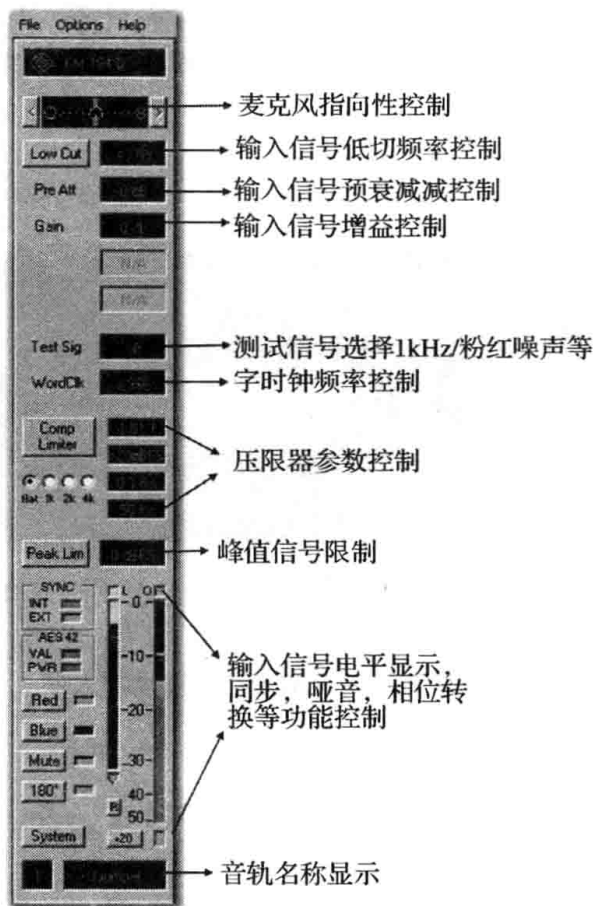 File Options Help
麦克风指向性控制
Low Cut
输入信号低切频率控制
Pre Att
输入信号预衰减减控制
Gain
输入信号增益控制
N/A
N/A
Test Sig
测试信号选择1kHz/粉红噪声等
WordClk
字时钟频率控制
Comp
Limiter
压限器参数控制
flat 1k 2k 4k
Peak Lim
峰值信号限制
SYNC
INT
EXT
AES 42
VAL
PWR
0
-10
-20
-30
40
50
输入信号电平显示，
同步，哑音，相位转
换等功能控制
Red
Blue
Mute
180°
System
+20
音轨名称显示